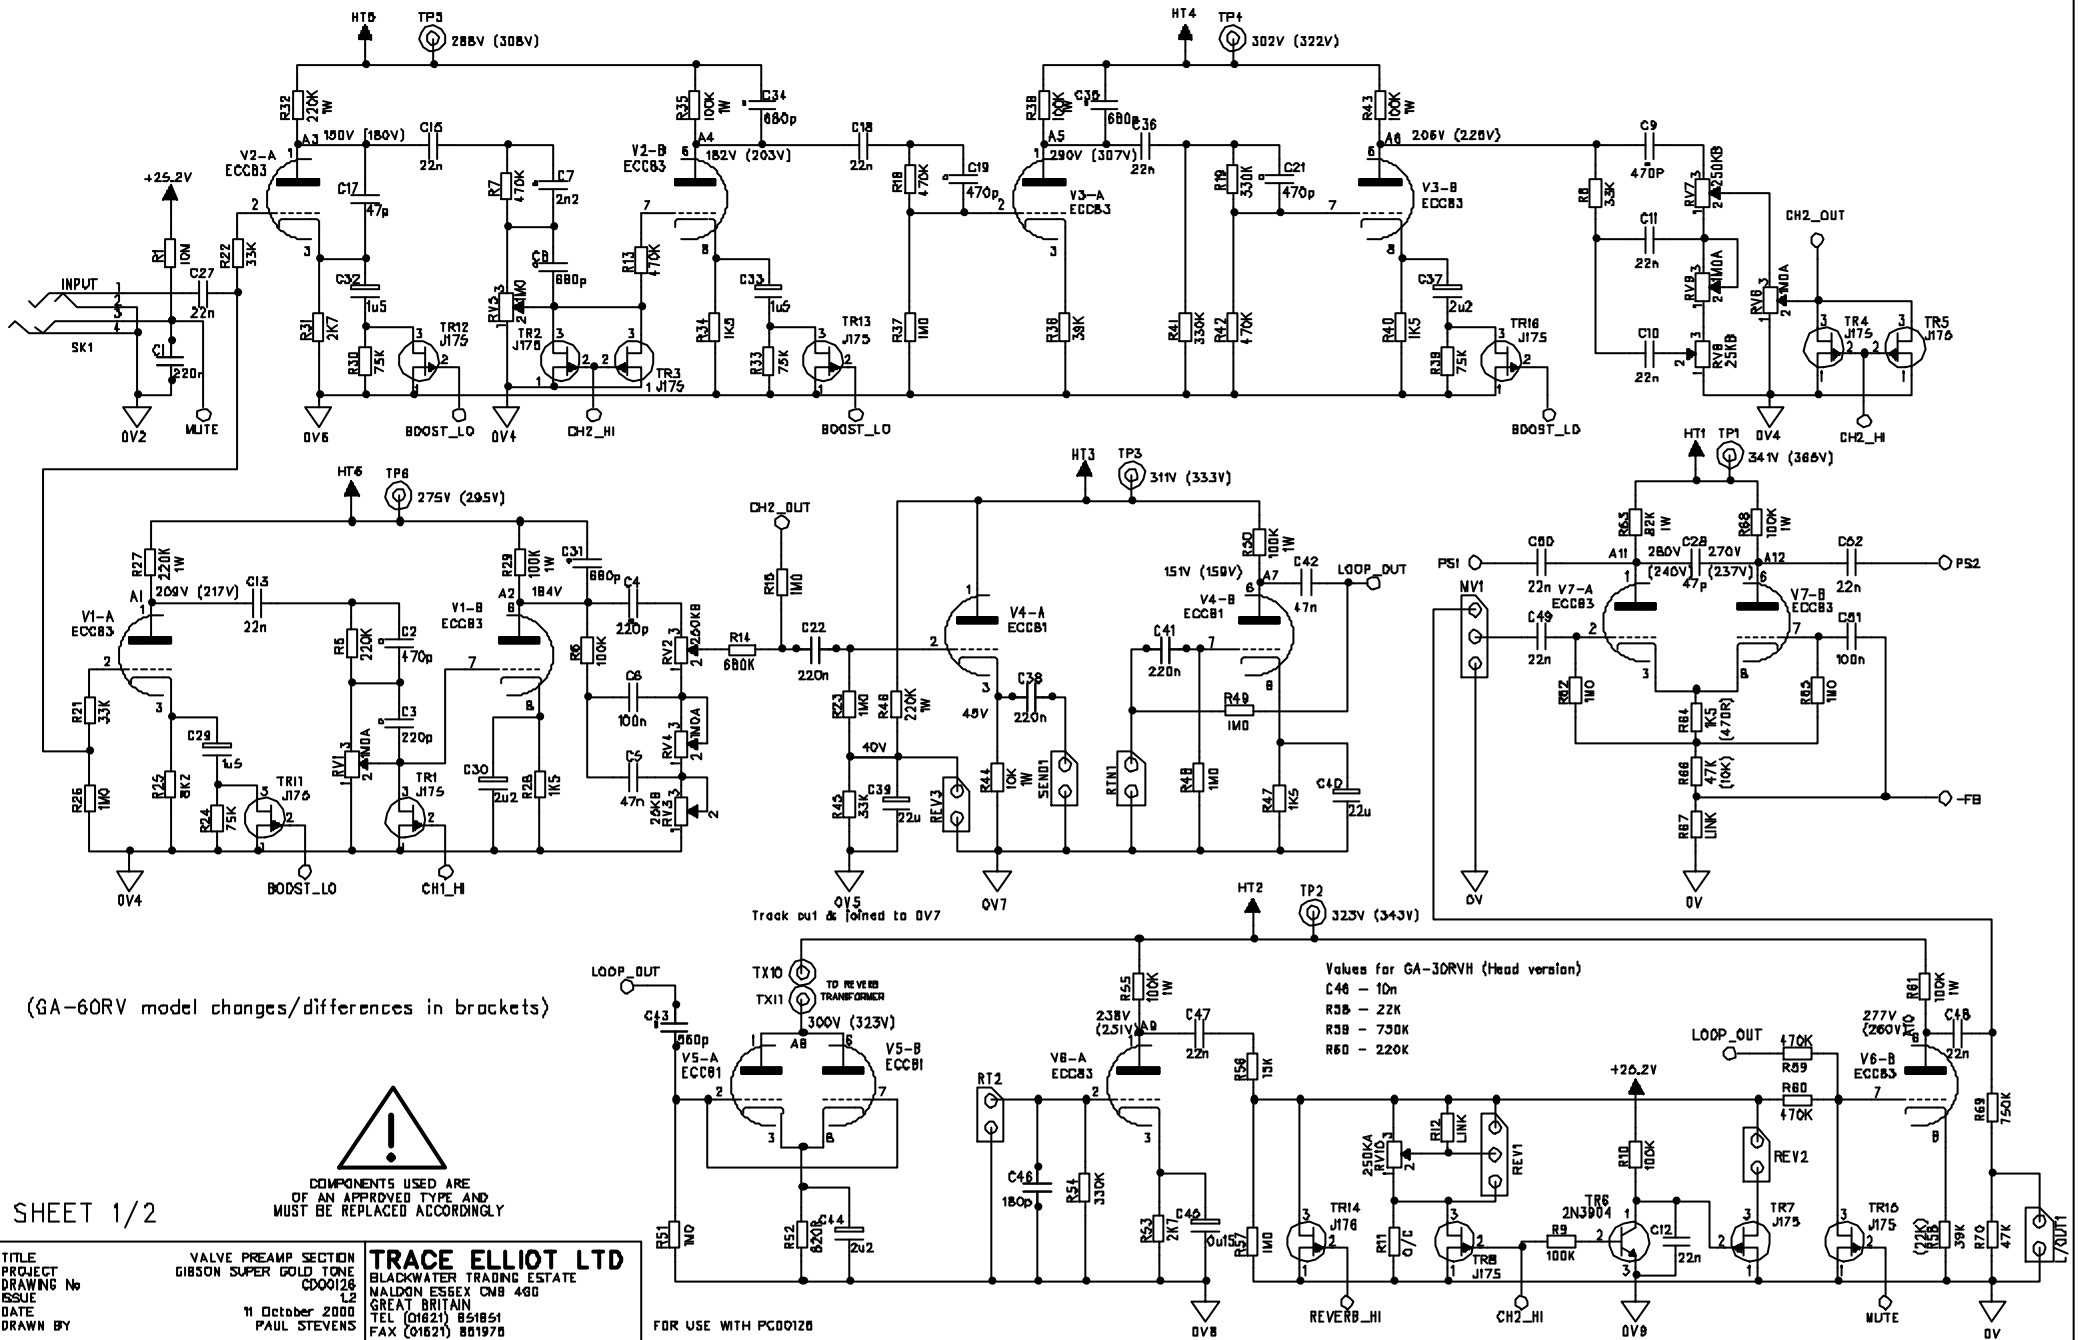 HT5 TP5 288V (308V)
HT4 TP4 302V (322V)
R32 220K 1W
R35 100K 1W
C34 680p
R38 100K 1W
C35 680p
R43 100K 1W
A3 180V (180V)
C16 22n
V2-A ECC83
C17 47p
R7 470K
C7 2n2
V2-B ECC83
A4 182V (203V)
C18 22n
R18 470K
C19 470p
A5 290V (307V)
C36 22n
V3-A ECC83
R19 330K
C21 470p
A6 206V (226V)
V3-B ECC83
R8 33K
C9 470P
RV7 250KB
C11 22n
RV9 1M0A
C10 22n
RV8 25KB
RV6 1M0A
CH2_OUT
TR4 J175
TR5 J175
+25.2V
R1 10M
R22 33K
C27 22n
INPUT
1
2
3
4
SK1
C1 220n
0V2
MUTE
R31 2K7
C32 1u5
R30 75K
TR12 J175
0V6
BOOST_LO
C8 680p
RV5 1M0
R13 470K
TR2 J175
TR3 J175
0V4
CH2_HI
R34 1K5
C33 1u5
R33 75K
TR13 J175
BOOST_LO
R37 1M0
R36 39K
R41 330K
R42 470K
R40 1K5
C37 2u2
R39 75K
TR16 J175
BOOST_LO
0V4
CH2_HI
HT6 TP6 275V (295V)
R27 220K 1W
A1 209V (217V)
C13 22n
V1-A ECC83
R21 33K
R26 1M0
R25 8K2
C29 1u5
R24 75K
TR11 J175
0V4
BOOST_LO
R5 220K
C2 470p
C3 220p
RV1 1M0A
TR1 J175
CH1_HI
R29 100K 1W
C31 680p
A2 184V
V1-B ECC83
C30 2u2
R28 1K5
C4 220p
R6 100K
C6 100n
C5 47n
RV2 250KB
RV4 1M0A
RV3 25KB
R14 680K
CH2_OUT
R15 1M0
C22 220n
HT3 TP3 311V (333V)
V4-A ECC81
R23 1M0
R46 220K 1W
45V
40V
C38 220n
R45 33K
C39 22u
REV3
R44 10K 1W
SEND1
RTN1
0V5
Track cut & joined to 0V7
0V7
R50 100K 1W
151V (159V) A7
C42 47n
LOOP_OUT
V4-B ECC81
C41 220n
R49 1M0
R48 1M0
R47 1K5
C40 22u
HT1 TP1 341V (365V)
R63 82K 1W
R68 100K 1W
PS1
C50 22n
A11 260V (240V)
C28 47p
270V (237V) A12
C52 22n
PS2
MV1
V7-A ECC83
V7-B ECC83
C49 22n
C51 100n
R62 1M0
R64 1K5 (470R)
R65 1M0
R66 47K (10K)
-FB
R67 LINK
0V
0V
HT2 TP2 323V (343V)
LOOP_OUT
TX10
TX11
TO REVERB
TRANSFORMER
300V (323V)
A8
C43 560p
V5-A ECC81
V5-B ECC81
R51 1M0
R52 820R
C44 2u2
RT2
R55 100K 1W
238V (251V) A9
C47 22n
V6-A ECC83
C46 180p
R54 330K
R53 2K7
C45 0u15
0V8
Values for GA-30RVH (Head version)
C46 - 10n
R58 - 22K
R59 - 750K
R60 - 220K
R56 15K
R57 1M0
TR14 J175
REVERB_HI
250KA RV10
R12 LINK
REV1
R11 O/C
TR8 J175
CH2_HI
R9 100K
+25.2V
R10 100K
TR6 2N3904
C12 22n
0V9
LOOP_OUT
470K R59
R60 470K
REV2
TR7 J175
TR15 J175
MUTE
R61 100K 1W
277V (260V) A10
C48 22n
V6-B ECC83
(22K) R58 39K
R69 750K
R70 47K
L/OUT1
0V
(GA-60RV model changes/differences in brackets)
!
COMPONENTS USED ARE
OF AN APPROVED TYPE AND
MUST BE REPLACED ACCORDINGLY
SHEET 1/2
TITLE VALVE PREAMP SECTION
PROJECT GIBSON SUPER GOLD TONE
DRAWING No CD00126
ISSUE 1.2
DATE 11 October 2000
DRAWN BY PAUL STEVENS
TRACE ELLIOT LTD
BLACKWATER TRADING ESTATE
MALDON ESSEX CM9 4GD
GREAT BRITAIN
TEL (01621) 851851
FAX (01621) 851976
FOR USE WITH PC00126